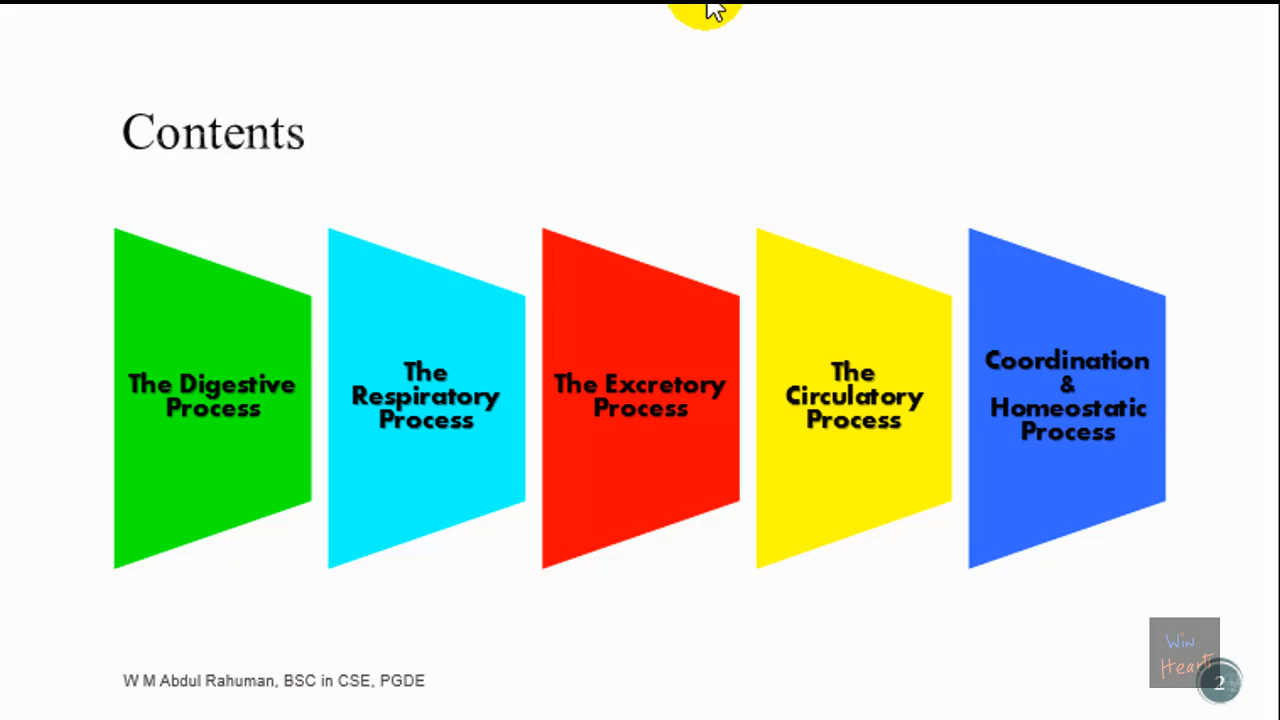 Contents
The Digestive
Process
The
Respiratory
Process
The Excretory
Process
The
Circulatory
Process
Coordination
&
Homeostatic
Process
W M Abdul Rahuman, BSC in CSE, PGDE
Win
Heart
2